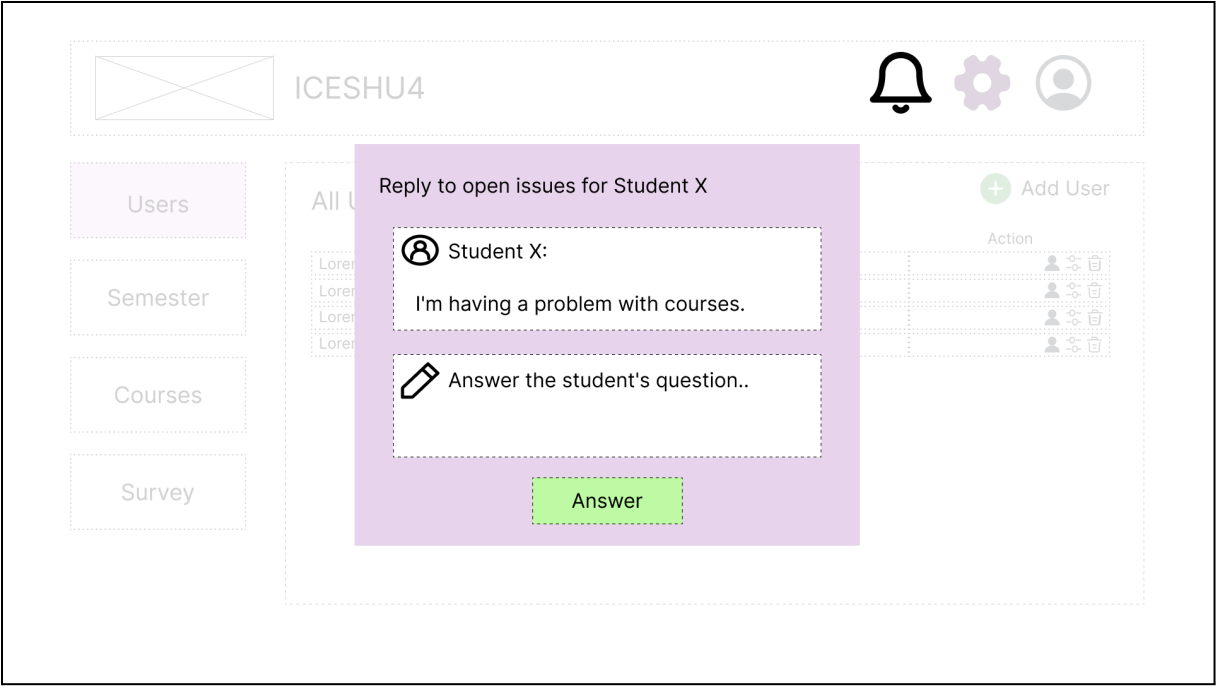 ICESHU4
Users
Semester
Courses
Survey
All
Add User
Action
Reply to open issues for Student X
Student X:
I'm having a problem with courses.
Answer the student's question..
Answer